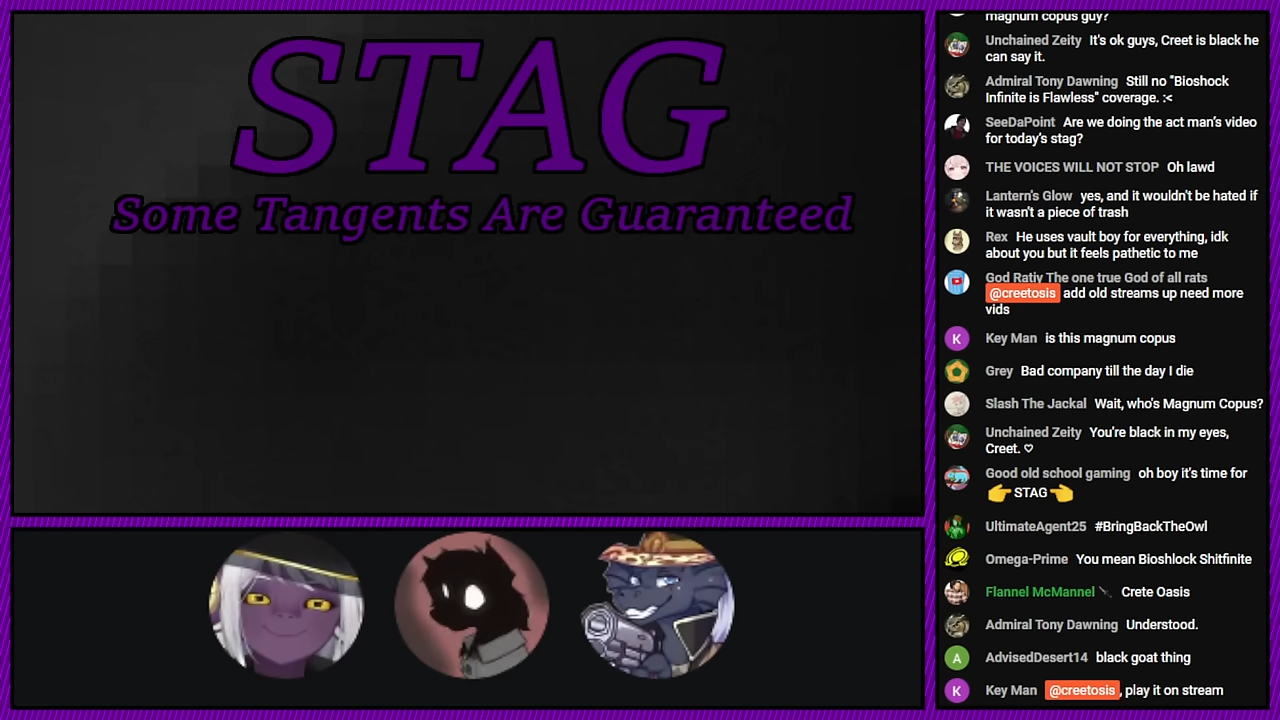 STAG
Some Tangents Are Guaranteed
magnum copus guy?
Unchained Zeity It's ok guys, Creet is black he
can say it.
Admiral Tony Dawning Still no "Bioshock
Infinite is Flawless" coverage. :<
SeeDaPoint Are we doing the act man's video
for today's stag?
THE VOICES WILL NOT STOP Oh lawd
Lantern's Glow yes, and it wouldn't be hated if
it wasn't a piece of trash
Rex He uses vault boy for everything, idk
about you but it feels pathetic to me
God Ratiy The one true God of all rats
@creetosis add old streams up need more
vids
K Key Man is this magnum copus
Grey Bad company till the day I die
Slash The Jackal Wait, who's Magnum Copus?
Unchained Zeity You're black in my eyes,
Creet. ♡
Good old school gaming oh boy it's time for
👉STAG👈
UltimateAgent25 #BringBackTheOwl
Omega-Prime You mean Bioshlock Shitfinite
Flannel McMannel Crete Oasis
Admiral Tony Dawning Understood.
A AdvisedDesert14 black goat thing
K Key Man @creetosis, play it on stream